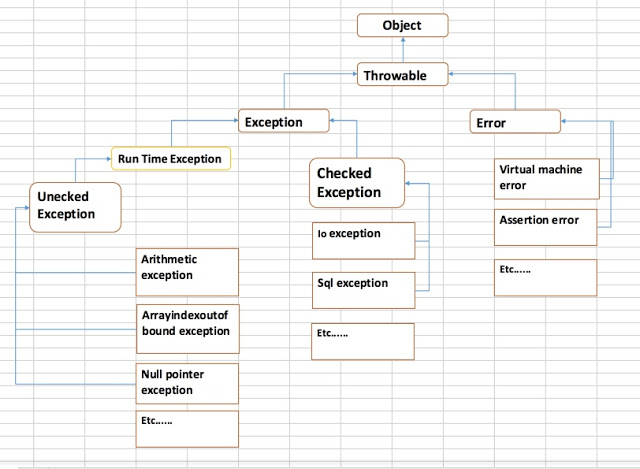 Object
Throwable
Exception
Error
Run Time Exception
Checked
Exception
Virtual machine
error
Unecked
Exception
Assertion error
Io exception
Arithmetic
exception
Sql exception
Etc......
Arrayindexoutof
bound exception
Etc......
Null pointer
exception
Etc......